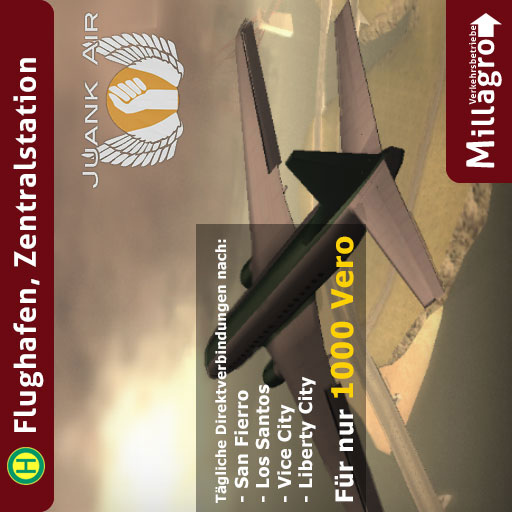 H Flughafen, Zentralstation
JUANK AIR
Verkehrsbetriebe
Millagro
Tägliche Direktverbindungen nach:
- San Fierro
- Los Santos
- Vice City
- Liberty City
Für nur 1000 Vero